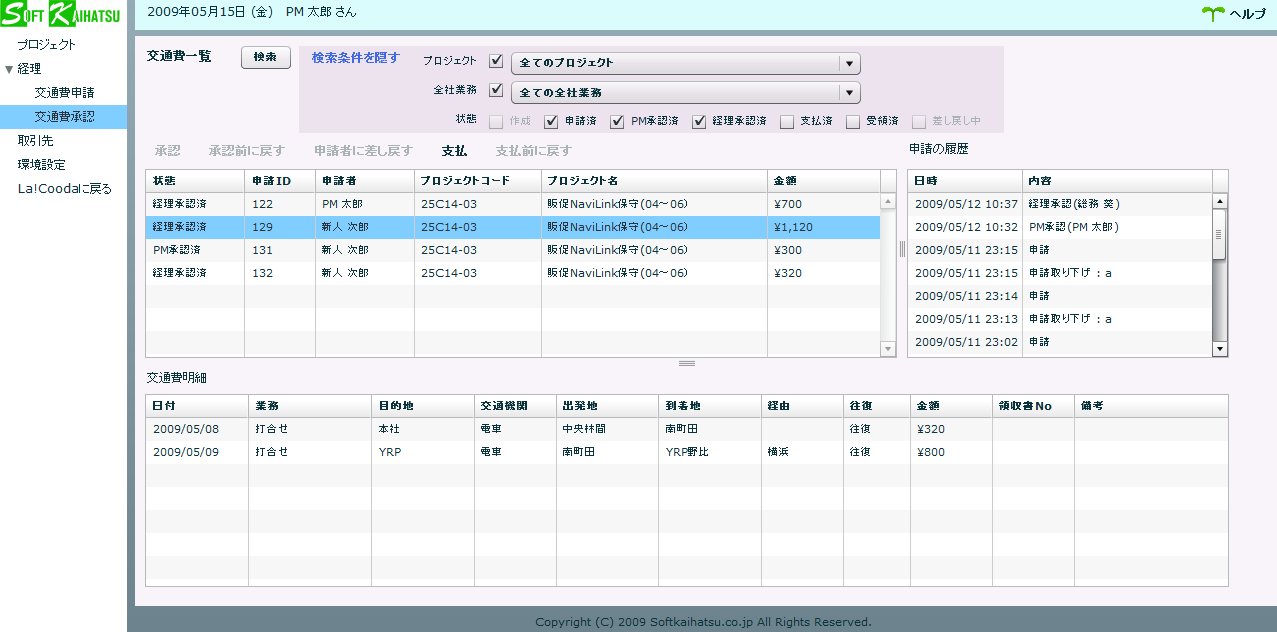 SOFT KAIHATSU
2009年05月15日 (金) PM 太郎 さん
ヘルプ
プロジェクト
▼経理
交通費申請
交通費承認
取引先
環境設定
La!Coodaに戻る
交通費一覧 検索 検索条件を隠す プロジェクト 全てのプロジェクト
全社業務 全ての全社業務
状態 作成 申請済 PM承認済 経理承認済 支払済 受領済 差し戻し中
承認 承認前に戻す 申請者に差し戻す 支払 支払前に戻す
状態 申請ID 申請者 プロジェクトコード プロジェクト名 金額
経理承認済 122 PM 太郎 25C14-03 販促NaviLink保守(04～06) ¥700
経理承認済 129 新人 次郎 25C14-03 販促NaviLink保守(04～06) ¥1,120
PM承認済 131 新人 次郎 25C14-03 販促NaviLink保守(04～06) ¥300
経理承認済 132 新人 次郎 25C14-03 販促NaviLink保守(04～06) ¥320
申請の履歴
日時 内容
2009/05/12 10:37 経理承認(総務 葵)
2009/05/12 10:32 PM承認(PM 太郎)
2009/05/11 23:15 申請
2009/05/11 23:15 申請取り下げ : a
2009/05/11 23:14 申請
2009/05/11 23:13 申請取り下げ : a
2009/05/11 23:02 申請
交通費明細
日付 業務 目的地 交通機関 出発地 到着地 経由 往復 金額 領収書No 備考
2009/05/08 打合せ 本社 電車 中央林間 南町田 往復 ¥320
2009/05/09 打合せ YRP 電車 南町田 YRP野比 横浜 往復 ¥800
Copyright (C) 2009 Softkaihatsu.co.jp All Rights Reserved.